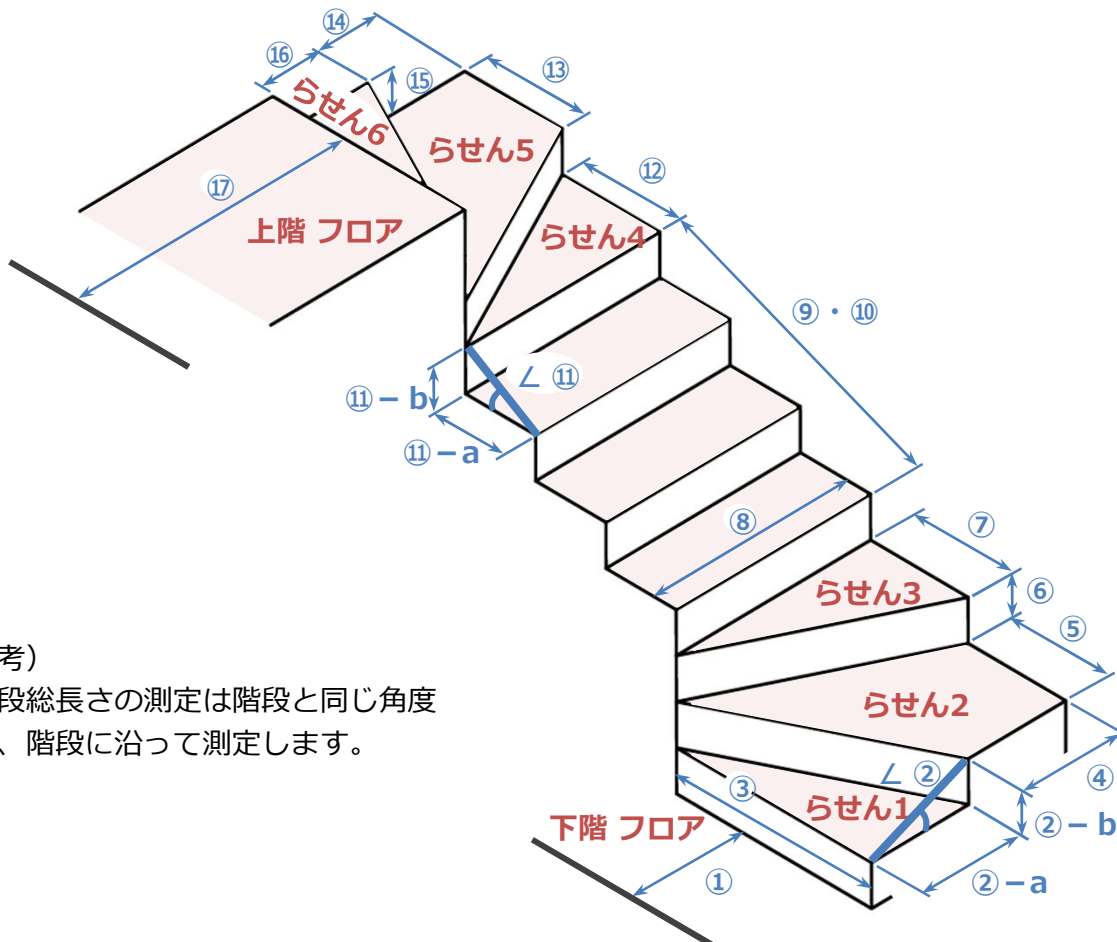 ⑭
⑯
⑬
⑮
らせん6
らせん5
⑫
⑰
上階 フロア
らせん4
⑨・⑩
∠ ⑪
⑪－b
⑪－a
⑧
⑦
らせん3
⑥
⑤
考）
段総長さの測定は階段と同じ角度
、階段に沿って測定します。
らせん2
∠ ②
④
③
らせん1
②－b
下階 フロア
①
②－a